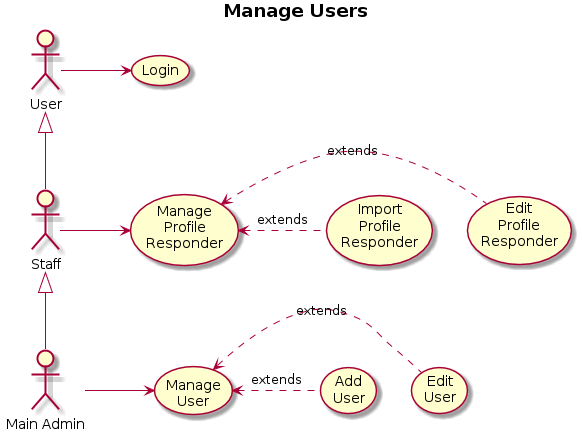 Manage Users
Login
User
extends
Manage
Profile
Responder
extends
Import
Profile
Responder
Edit
Profile
Responder
Staff
extends
Manage
User
extends
Add
User
Edit
User
Main Admin